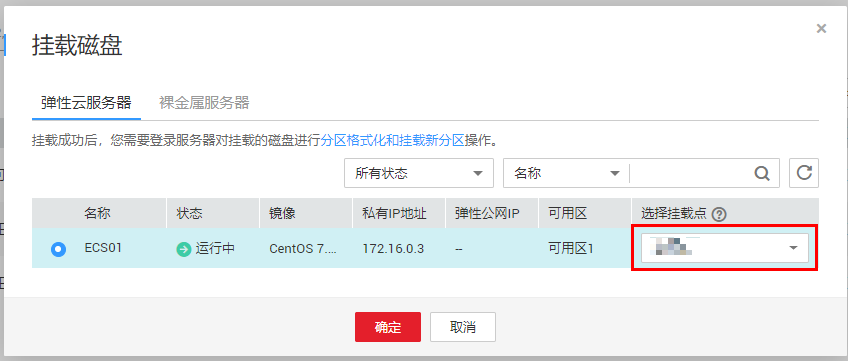 挂载磁盘
弹性云服务器 裸金属服务器
挂载成功后，您需要登录服务器对挂载的磁盘进行分区格式化和挂载新分区操作。
所有状态 名称
名称 状态 镜像 私有IP地址 弹性公网IP 可用区 选择挂载点
ECS01 运行中 CentOS 7.... 172.16.0.3 -- 可用区1
确定 取消